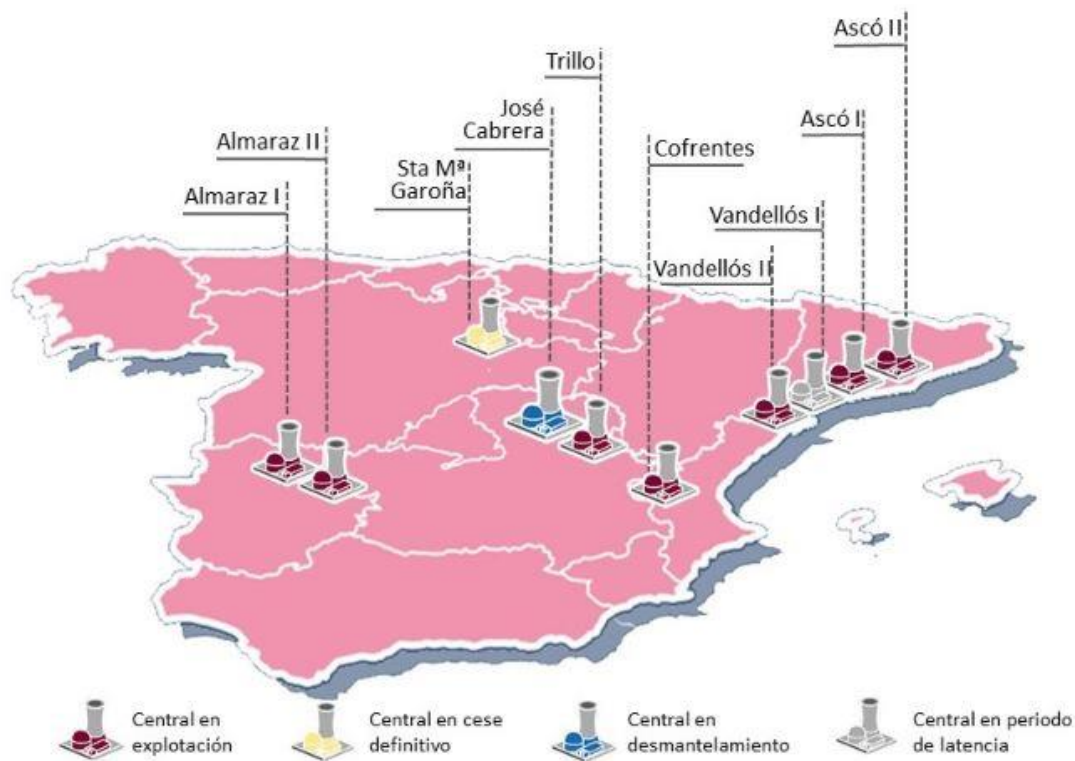 Ascó II
Trillo
José
Cabrera
Ascó I
Almaraz II
Cofrentes
Sta Mª
Garoña
Almaraz I
Vandellós I
Vandellós II
Central en
explotación
Central en cese
definitivo
Central en
desmantelamiento
Central en periodo
de latencia